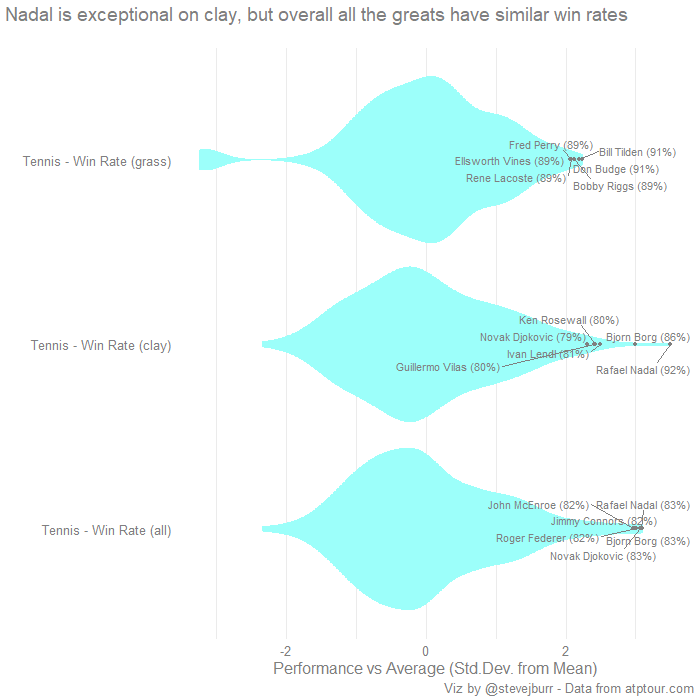 Nadal is exceptional on clay, but overall all the greats have similar win rates
Fred Perry (89%)
Bill Tilden (91%)
Tennis - Win Rate (grass)
Ellsworth Vines (89%)
Don Budge (91%)
Rene Lacoste (89%)
Bobby Riggs (89%)
Ken Rosewall (80%)
Novak Djokovic (79%)
Bjorn Borg (86%)
Tennis - Win Rate (clay)
Ivan Lendl (81%)
Guillermo Vilas (80%)
Rafael Nadal (92%)
John McEnroe (82%)
Rafael Nadal (83%)
Jimmy Connors (82%)
Tennis - Win Rate (all)
Roger Federer (82%)
Bjorn Borg (83%)
Novak Djokovic (83%)
-2 0 2
Performance vs Average (Std.Dev. from Mean)
Viz by @stevejburr - Data from atptour.com